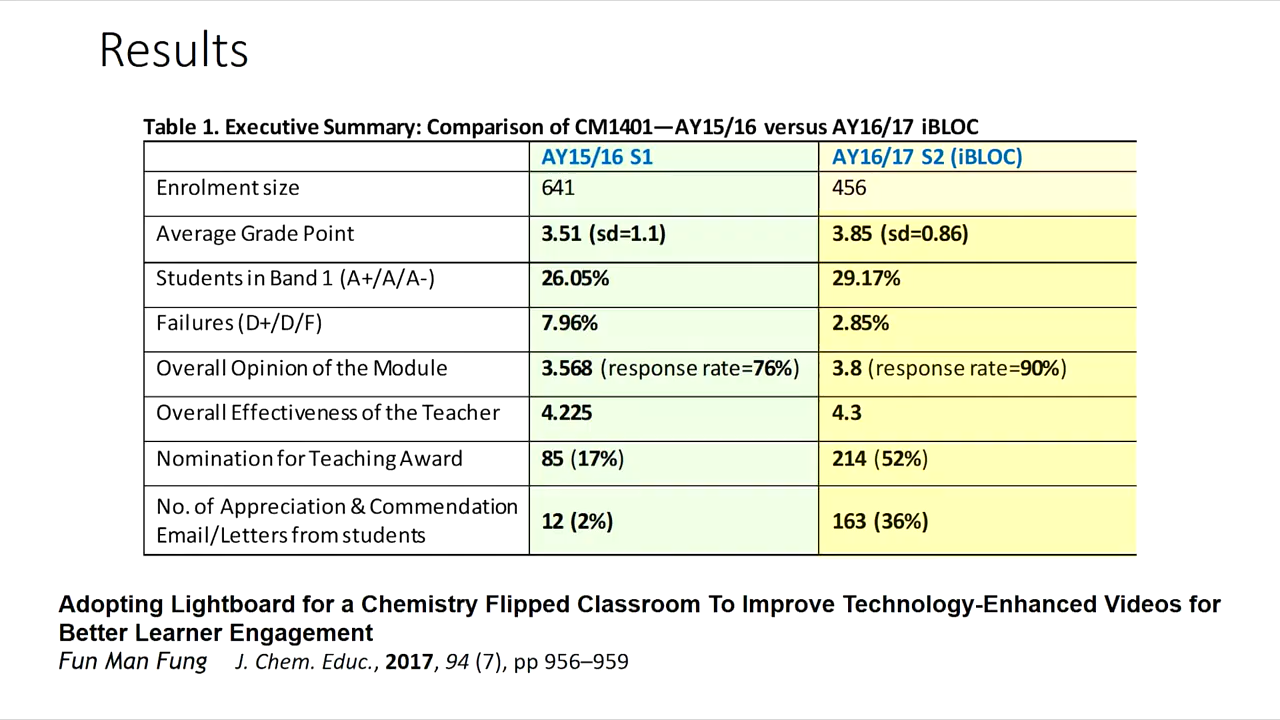 Results
Table 1. Executive Summary: Comparison of CM1401—AY15/16 versus AY16/17 iBLOC
AY15/16 S1 AY16/17 S2 (iBLOC)
Enrolment size 641 456
Average Grade Point 3.51 (sd=1.1) 3.85 (sd=0.86)
Students in Band 1 (A+/A/A-) 26.05% 29.17%
Failures (D+/D/F) 7.96% 2.85%
Overall Opinion of the Module 3.568 (response rate=76%) 3.8 (response rate=90%)
Overall Effectiveness of the Teacher 4.225 4.3
Nomination for Teaching Award 85 (17%) 214 (52%)
No. of Appreciation & Commendation
Email/Letters from students 12 (2%) 163 (36%)
Adopting Lightboard for a Chemistry Flipped Classroom To Improve Technology-Enhanced Videos for
Better Learner Engagement
Fun Man Fung J. Chem. Educ., 2017, 94 (7), pp 956–959